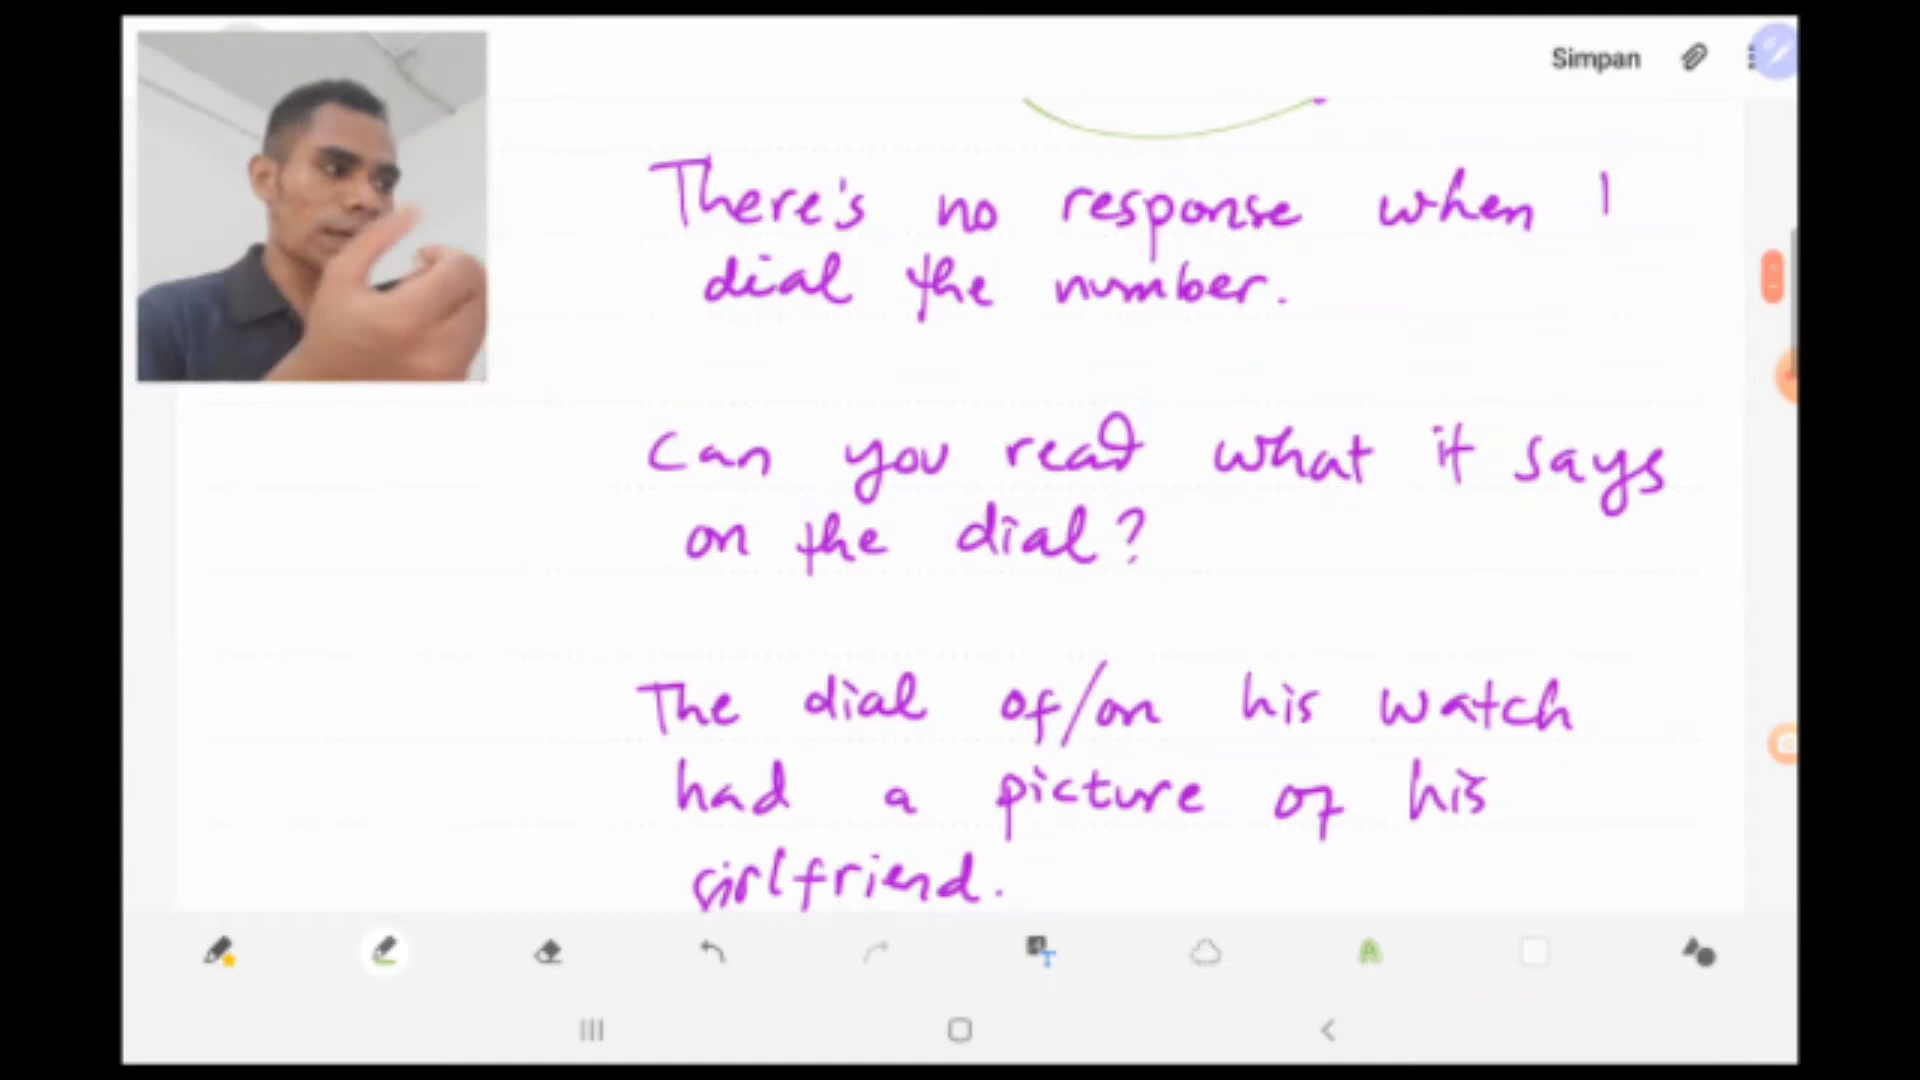 Simpan
There's no response when I
dial the number.
Can you read what it says
on the dial?
The dial of/on his watch
had a picture of his
girlfriend.